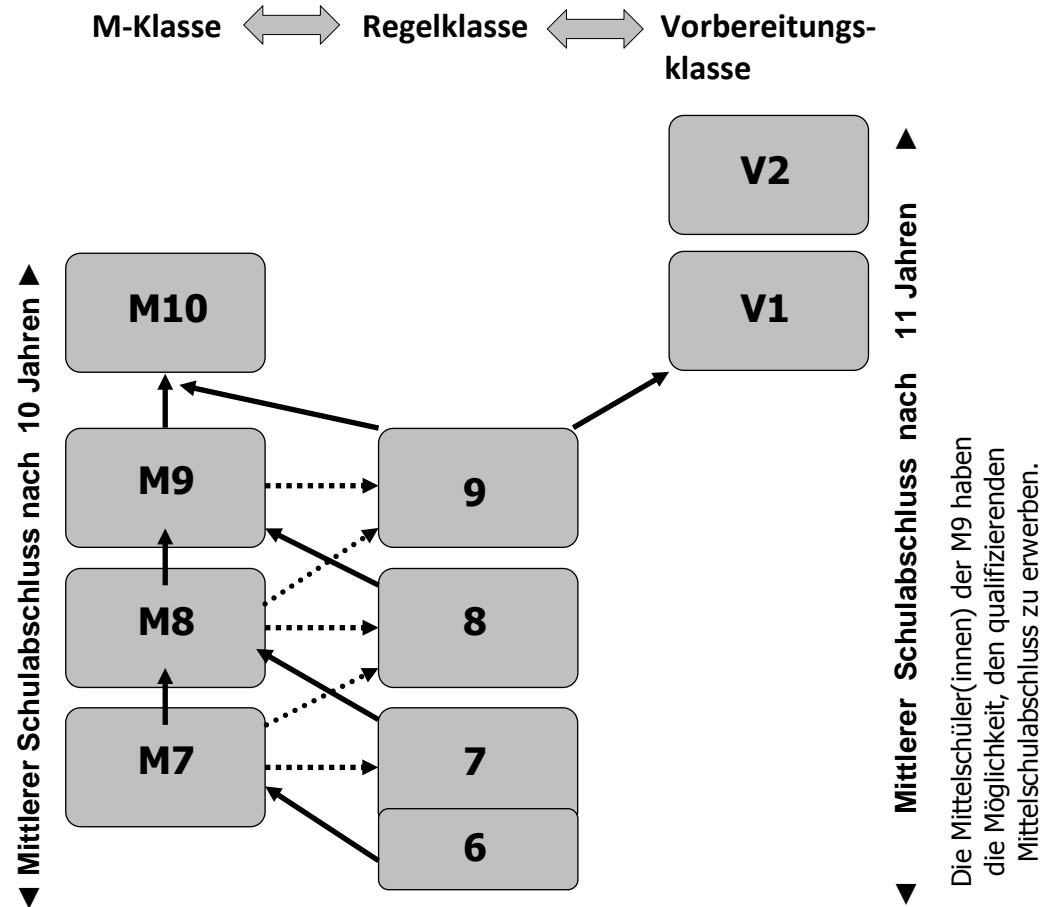 M-Klasse Regelklasse Vorbereitungs-
klasse
V2
V1
M10
M9
9
M8
8
M7
7
6
◄ Mittlerer Schulabschluss nach 10 Jahren ►
◄ Mittlerer Schulabschluss nach 11 Jahren ►
Die Mittelschüler(innen) der M9 haben
die Möglichkeit, den qualifizierenden
Mittelschulabschluss zu erwerben.